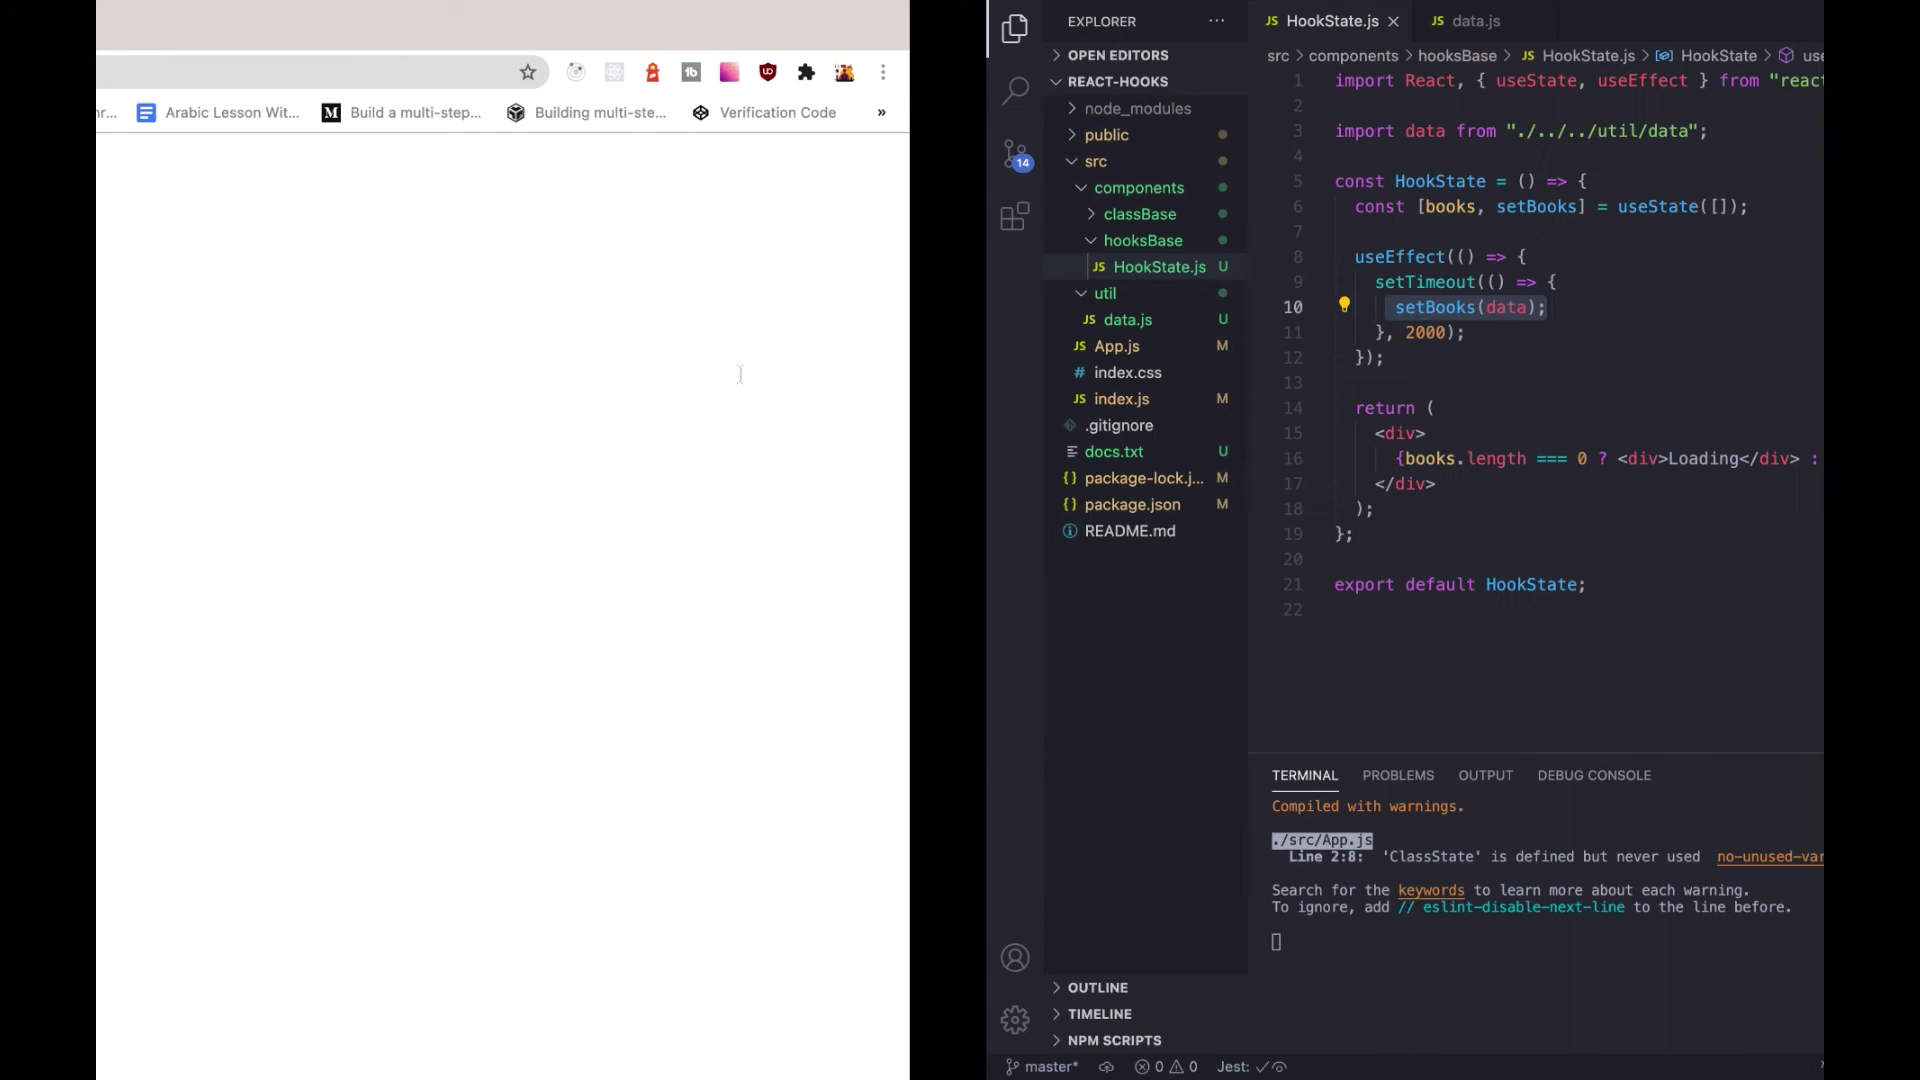 r...
Arabic Lesson Wit...
M
Build a multi-step...
Building multi-ste...
Verification Code
»
EXPLORER
...
OPEN EDITORS
REACT-HOOKS
node_modules
public
src
components
classBase
hooksBase
JS HookState.js U
util
JS data.js U
JS App.js M
# index.css
JS index.js M
.gitignore
docs.txt U
{} package-lock.j... M
{} package.json M
README.md
OUTLINE
TIMELINE
NPM SCRIPTS
14
JS HookState.js
JS data.js
src > components > hooksBase > JS HookState.js > HookState > use
1 import React, { useState, useEffect } from "react
2
3 import data from "./../../util/data";
4
5 const HookState = () => {
6 const [books, setBooks] = useState([]);
7
8 useEffect(() => {
9 setTimeout(() => {
10 setBooks(data);
11 }, 2000);
12 });
13
14 return (
15 <div>
16 {books.length === 0 ? <div>Loading</div> :
17 </div>
18 );
19 };
20
21 export default HookState;
22
TERMINAL PROBLEMS OUTPUT DEBUG CONSOLE
Compiled with warnings.
./src/App.js
Line 2:8: 'ClassState' is defined but never used no-unused-var
Search for the keywords to learn more about each warning.
To ignore, add // eslint-disable-next-line to the line before.
master* 0 0 Jest: